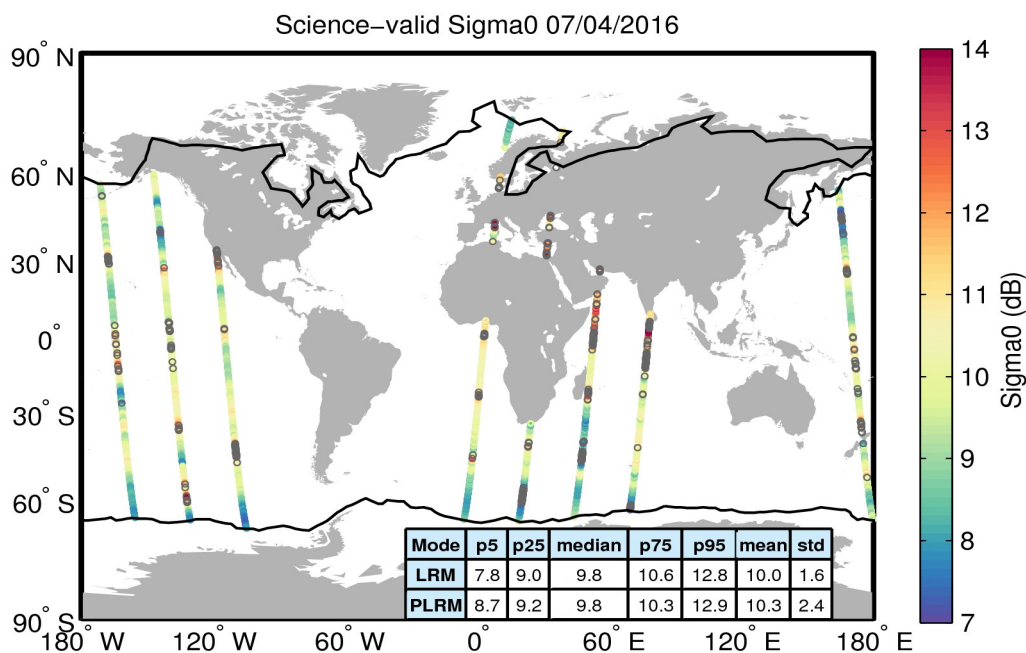 Science−valid Sigma0 07/04/2016
90° N
60° N
30° N
0°
30° S
60° S
90° S
180° W
120° W
60° W
0°
60° E
120° E
180° E
14
13
12
11
10
9
8
7
Sigma0 (dB)
Mode p5 p25 median p75 p95 mean std
LRM 7.8 9.0 9.8 10.6 12.8 10.0 1.6
PLRM 8.7 9.2 9.8 10.3 12.9 10.3 2.4